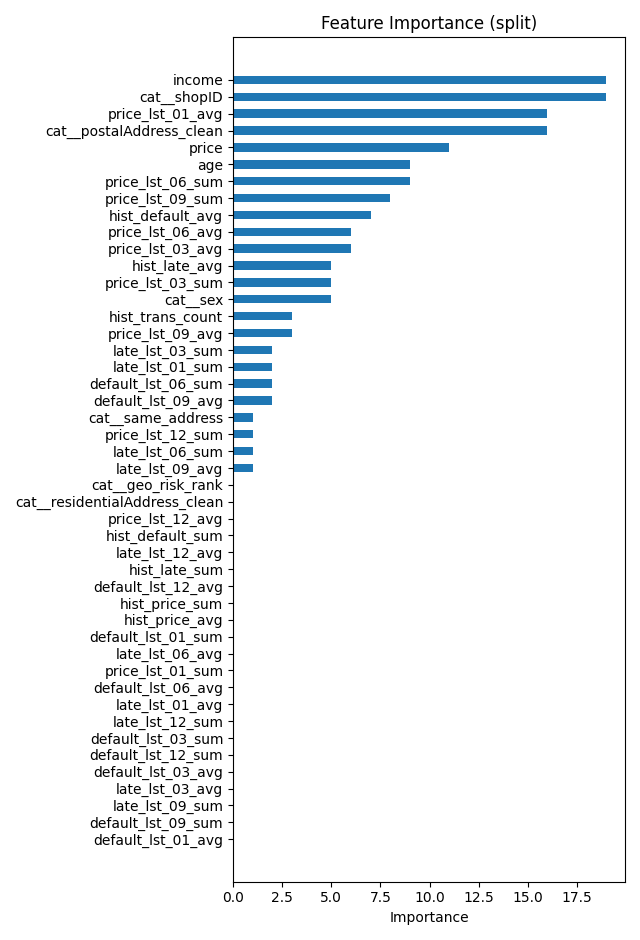 Feature Importance (split)
income
cat__shopID
price_lst_01_avg
cat__postalAddress_clean
price
age
price_lst_06_sum
price_lst_09_sum
hist_default_avg
price_lst_06_avg
price_lst_03_avg
hist_late_avg
price_lst_03_sum
cat__sex
hist_trans_count
price_lst_09_avg
late_lst_03_sum
late_lst_01_sum
default_lst_06_sum
default_lst_09_avg
cat__same_address
price_lst_12_sum
late_lst_06_sum
late_lst_09_avg
cat__geo_risk_rank
cat__residentialAddress_clean
price_lst_12_avg
hist_default_sum
late_lst_12_avg
hist_late_sum
default_lst_12_avg
hist_price_sum
hist_price_avg
default_lst_01_sum
late_lst_06_avg
price_lst_01_sum
default_lst_06_avg
late_lst_01_avg
late_lst_12_sum
default_lst_03_sum
default_lst_12_sum
default_lst_03_avg
late_lst_03_avg
late_lst_09_sum
default_lst_09_sum
default_lst_01_avg
0.0 2.5 5.0 7.5 10.0 12.5 15.0 17.5
Importance